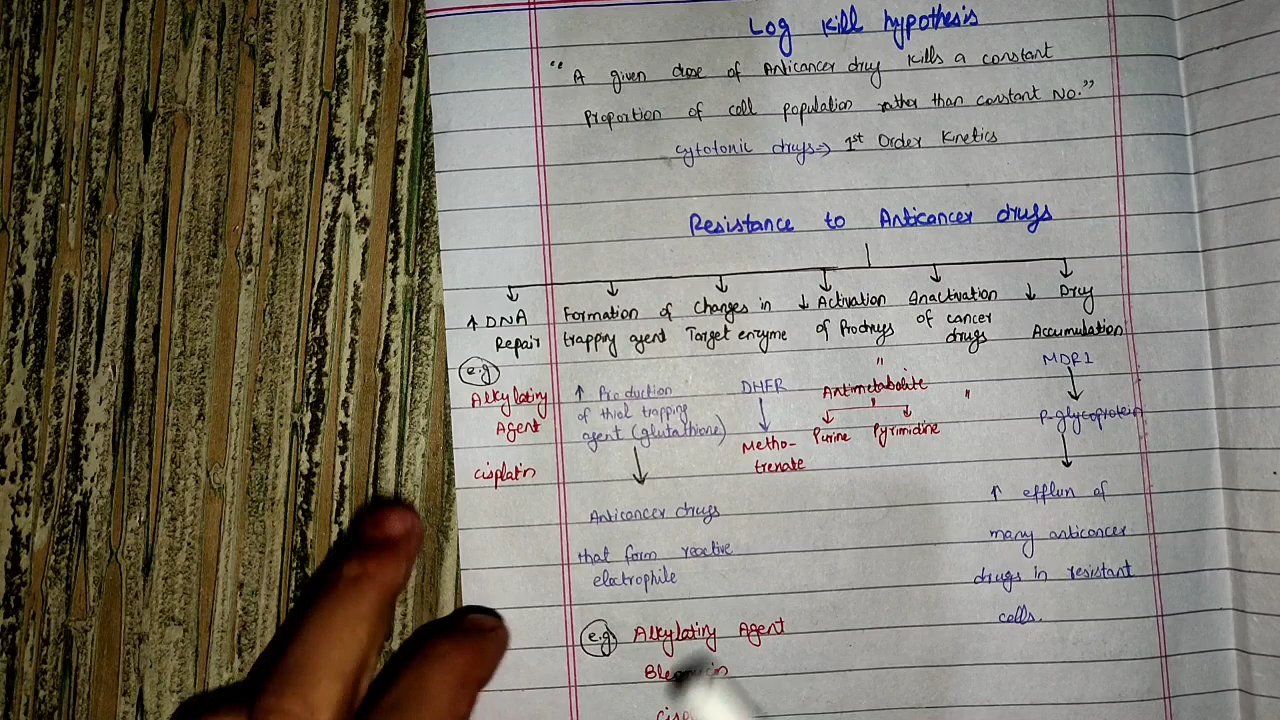 Log Kill hypothesis
"A given dose of Anticancer drug kills a constant
Proportion of cell population rather than constant No."
Cytotonic drugs ⇒ 1st Order Kinetics
Resistance to Anticancer drugs
↑ DNA
Repair
e.g
Alkylating
Agent
cisplatin
Formation of
trapping agent
↑ Production
of thiol trapping
agent (glutathione)
Anticancer drugs
that form reactive
electrophile
e.g Alkylating Agent
Changes in
Target enzyme
DHFR
Metho-
trenate
↓ Activation
of Prodrugs
"
Antimetabolite
Purine Pyrimidine
Inactivation
of cancer
drugs
"
↓ Drug
Accumulation
MDR1
P-glycoprotein
↑ efflun of
many anticancer
drugs in resistant
cells.